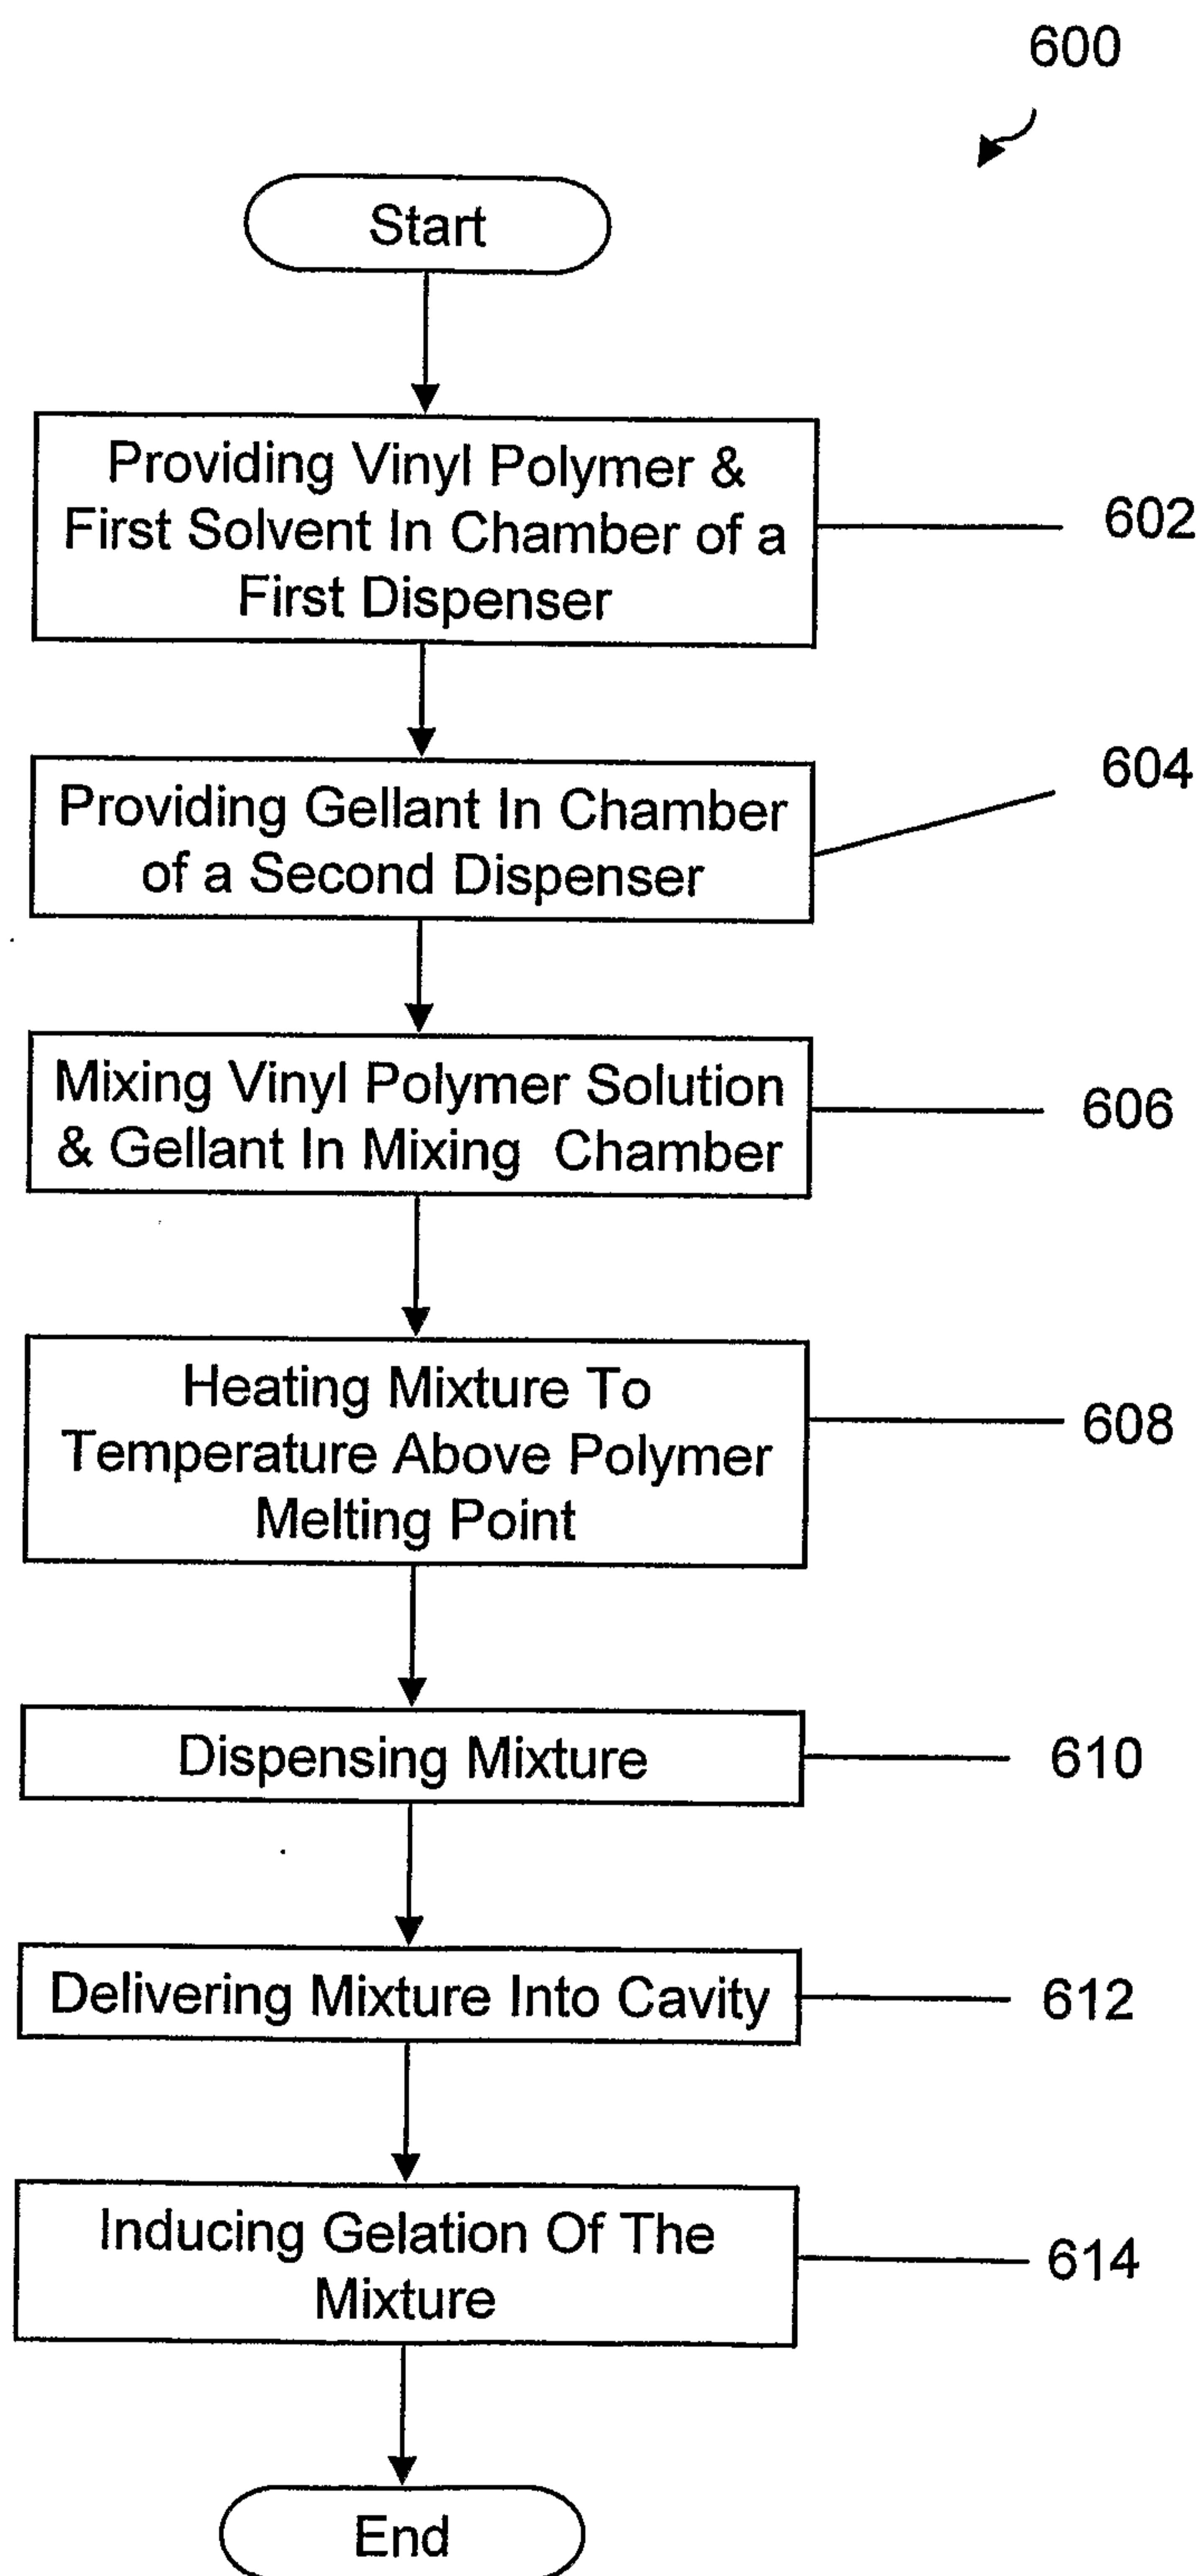 600
Start
Providing Vinyl Polymer &
First Solvent In Chamber of a
First Dispenser
602
Providing Gellant In Chamber
of a Second Dispenser
604
Mixing Vinyl Polymer Solution
& Gellant In Mixing Chamber
606
Heating Mixture To
Temperature Above Polymer
Melting Point
608
Dispensing Mixture
610
Delivering Mixture Into Cavity
612
Inducing Gelation Of The
Mixture
614
End